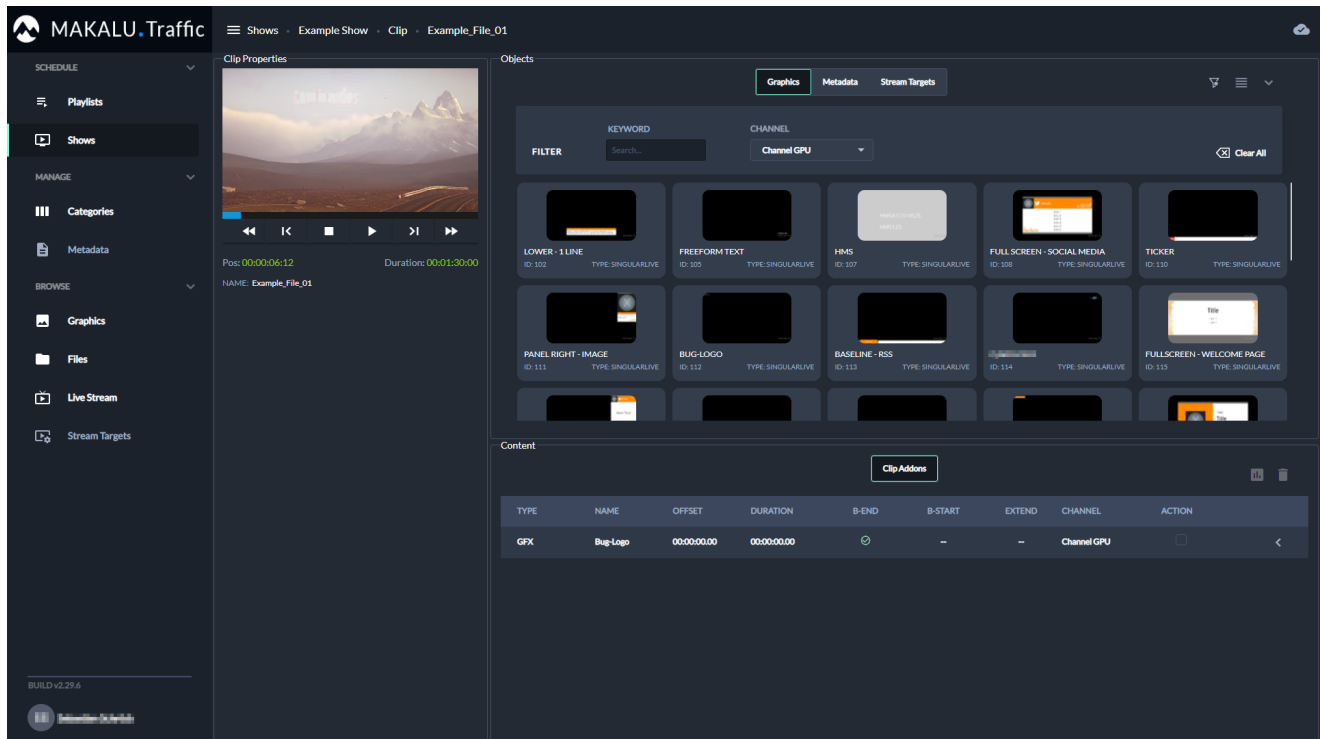 MAKALU.Traffic
Shows • Example Show • Clip • Example_File_01
SCHEDULE
Playlists
Shows
MANAGE
Categories
Metadata
BROWSE
Graphics
Files
Live Stream
Stream Targets
BUILD v2.29.6
Clip Properties
Pos: 00:00:06:12 Duration: 00:01:30:00
NAME: Example_File_01
Objects
Graphics Metadata Stream Targets
KEYWORD CHANNEL
FILTER Search... Channel GPU Clear All
LOWER - 1 LINE
ID: 102 TYPE: SINGULARLIVE
FREEFORM TEXT
ID: 105 TYPE: SINGULARLIVE
HMS
ID: 107 TYPE: SINGULARLIVE
FULL SCREEN - SOCIAL MEDIA
ID: 108 TYPE: SINGULARLIVE
TICKER
ID: 110 TYPE: SINGULARLIVE
PANEL RIGHT - IMAGE
ID: 111 TYPE: SINGULARLIVE
BUG-LOGO
ID: 112 TYPE: SINGULARLIVE
BASELINE - RSS
ID: 113 TYPE: SINGULARLIVE
ID: 114 TYPE: SINGULARLIVE
Title
FULLSCREEN - WELCOME PAGE
ID: 115 TYPE: SINGULARLIVE
Title
Content
Clip Addons
TYPE NAME OFFSET DURATION B-END B-START EXTEND CHANNEL ACTION
GFX Bug-Logo 00:00:00.00 00:00:00.00 -- -- Channel GPU